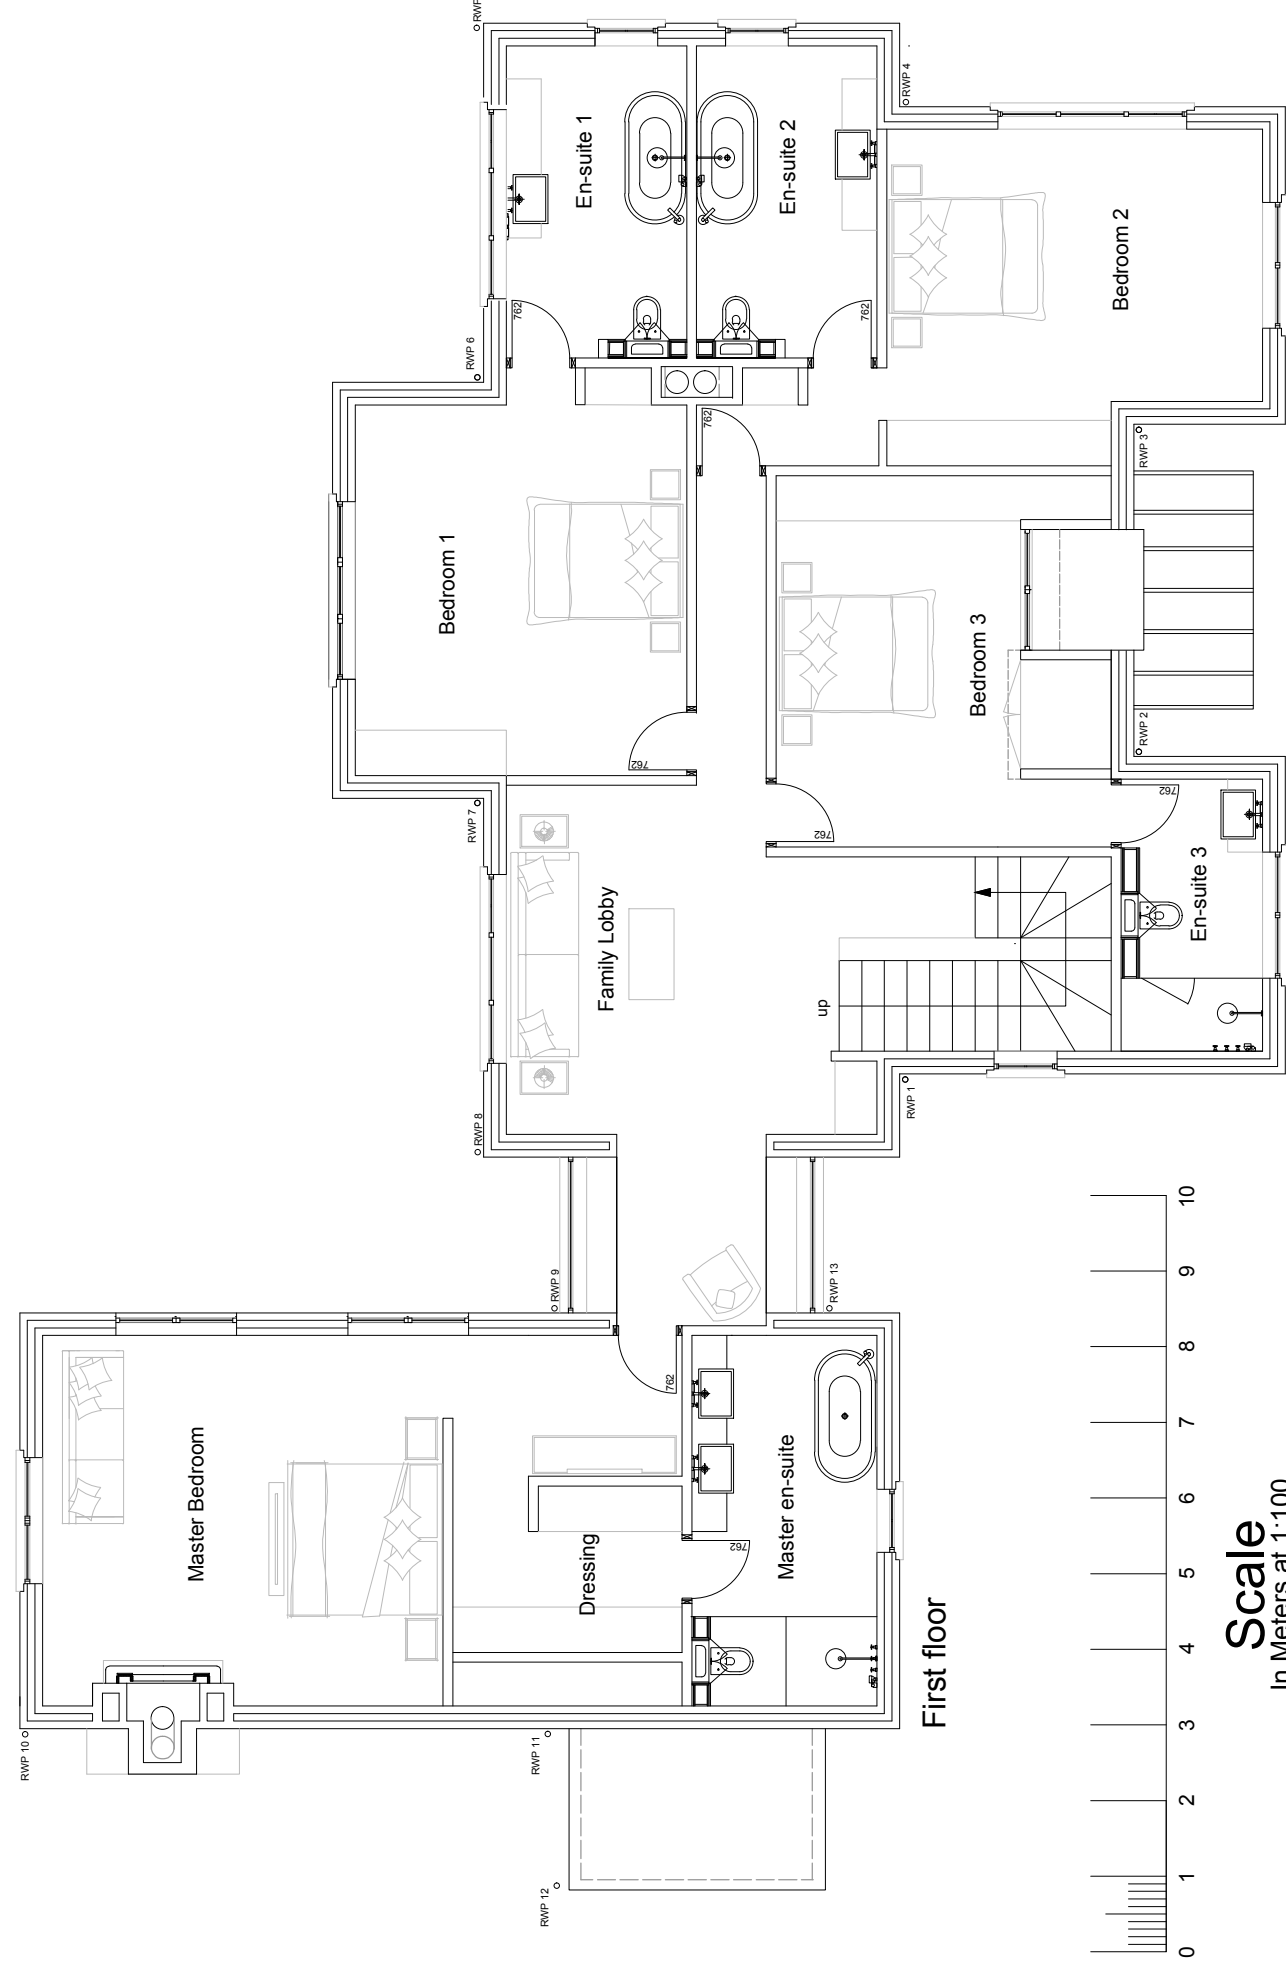 RWP
RWP 4
En-suite 1
En-suite 2
762
762
Bedroom 2
RWP 6
762
RWP 3
Bedroom 1
Bedroom 3
762
RWP 2
RWP 7
762
762
En-suite 3
Family Lobby
up
RWP 8
RWP 1
RWP 9
RWP 13
762
Master Bedroom
Dressing
762
Master en-suite
First floor
RWP 10
RWP 11
RWP 12
0 1 2 3 4 5 6 7 8 9 10
Scale
In Meters at 1:100